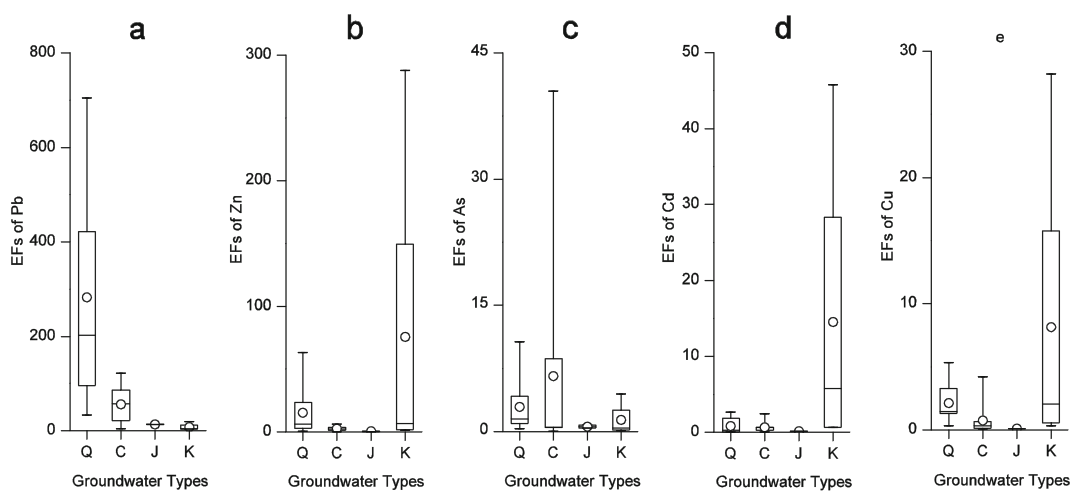 a
EFs of Pb
800
600
400
200
0
Q C J K
Groundwater Types
b
EFs of Zn
300
200
100
0
Q C J K
Groundwater Types
c
EFs of As
45
30
15
0
Q C J K
Groundwater Types
d
EFs of Cd
50
40
30
20
10
0
Q C J K
Groundwater Types
e
EFs of Cu
30
20
10
0
Q C J K
Groundwater Types